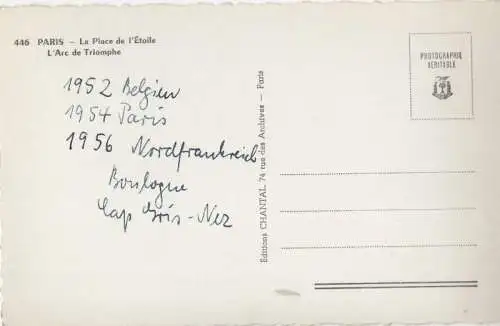 446 PARIS – La Place de l'Étoile
L'Arc de Triomphe
1952 Belgien
1954 Paris
1956 Nordfrankreich
Boulogne
Cap Gris-Nez
Editions CHANTAL 74 rue des Archives – Paris
PHOTOGRAPHIE
VÉRITABLE